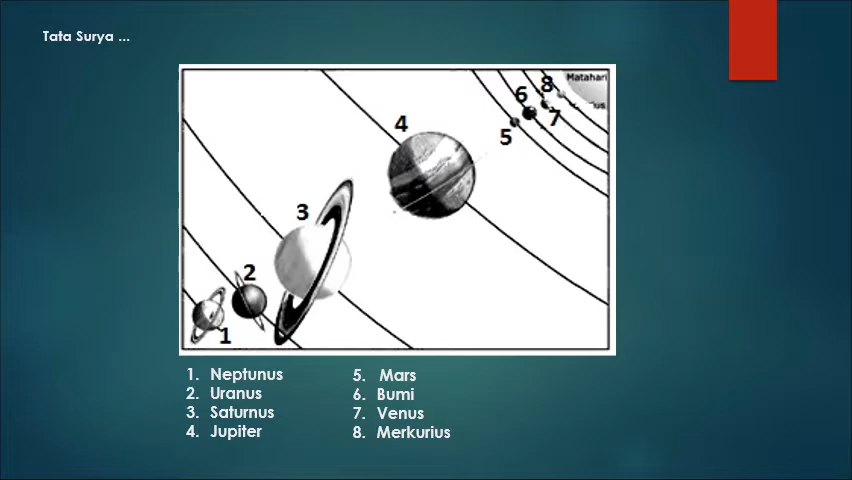 Tata Surya ...
Matahari
8
6
us
7
4
5
3
2
1
1. Neptunus
2. Uranus
3. Saturnus
4. Jupiter
5. Mars
6. Bumi
7. Venus
8. Merkurius